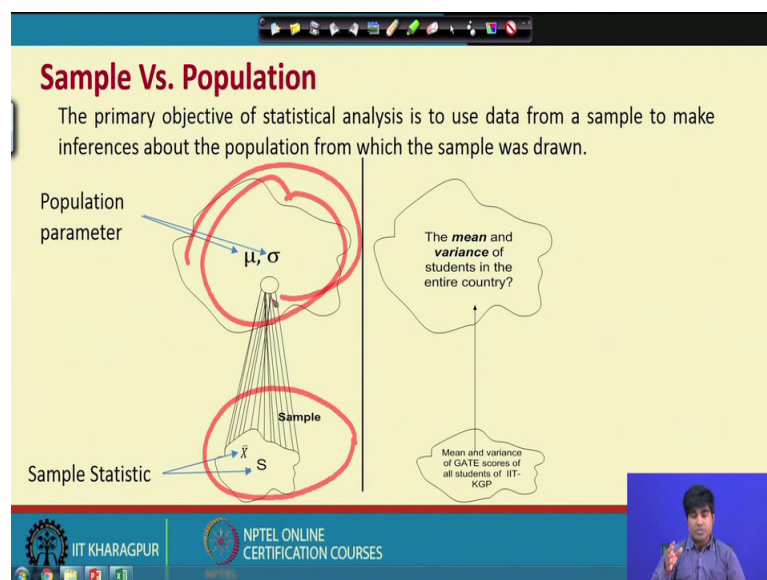 Sample Vs. Population
The primary objective of statistical analysis is to use data from a sample to make
inferences about the population from which the sample was drawn.
Population
parameter
μ, σ
Sample
X̄
S
Sample Statistic
The mean and
variance of
students in the
entire country?
Mean and variance
of GATE scores of
all students of IIT-
KGP
IIT KHARAGPUR
NPTEL ONLINE
CERTIFICATION COURSES